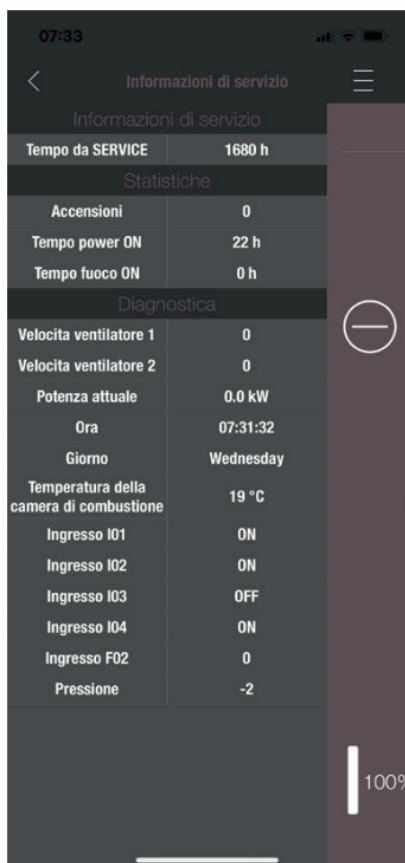 07:33
Informazioni di servizio
Informazioni di servizio
Tempo da SERVICE 1680 h
Statistiche
Accensioni 0
Tempo power ON 22 h
Tempo fuoco ON 0 h
Diagnostica
Velocita ventilatore 1 0
Velocita ventilatore 2 0
Potenza attuale 0.0 kW
Ora 07:31:32
Giorno Wednesday
Temperatura della
camera di combustione 19 °C
Ingresso I01 ON
Ingresso I02 ON
Ingresso I03 OFF
Ingresso I04 ON
Ingresso F02 0
Pressione -2
100%